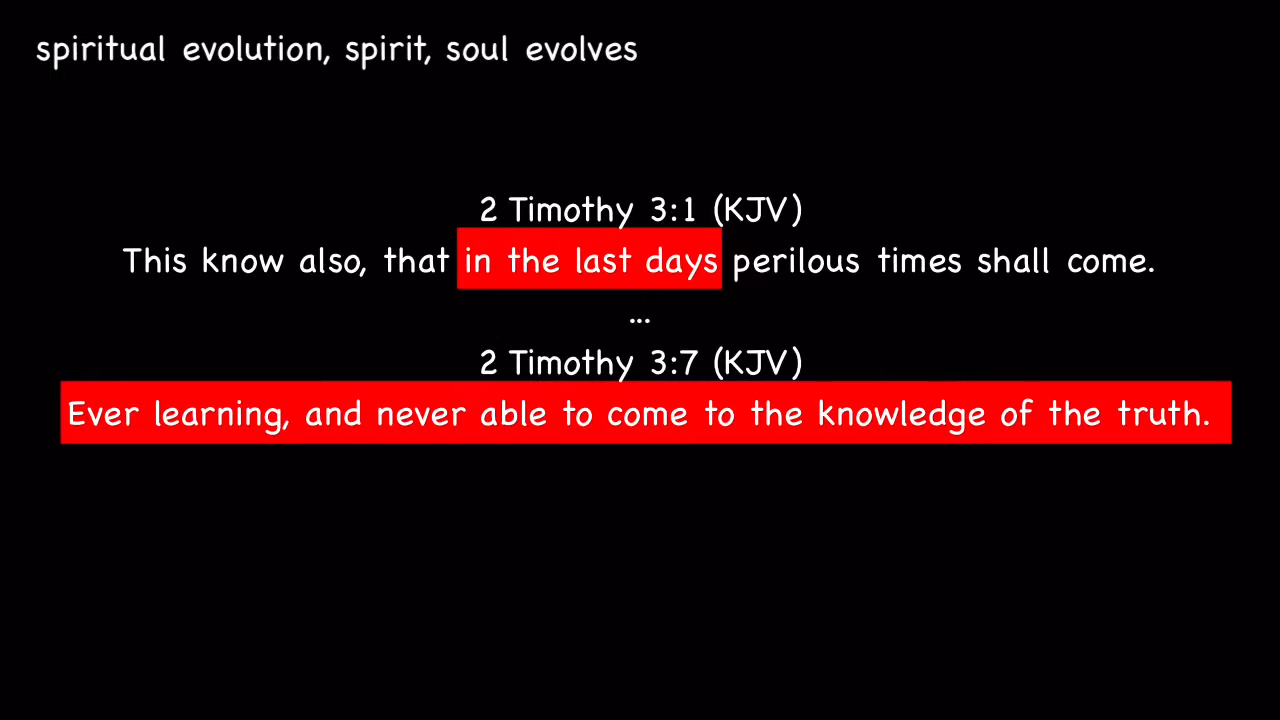 spiritual evolution, spirit, soul evolves
2 Timothy 3:1 (KJV)
This know also, that in the last days perilous times shall come.
...
2 Timothy 3:7 (KJV)
Ever learning, and never able to come to the knowledge of the truth.